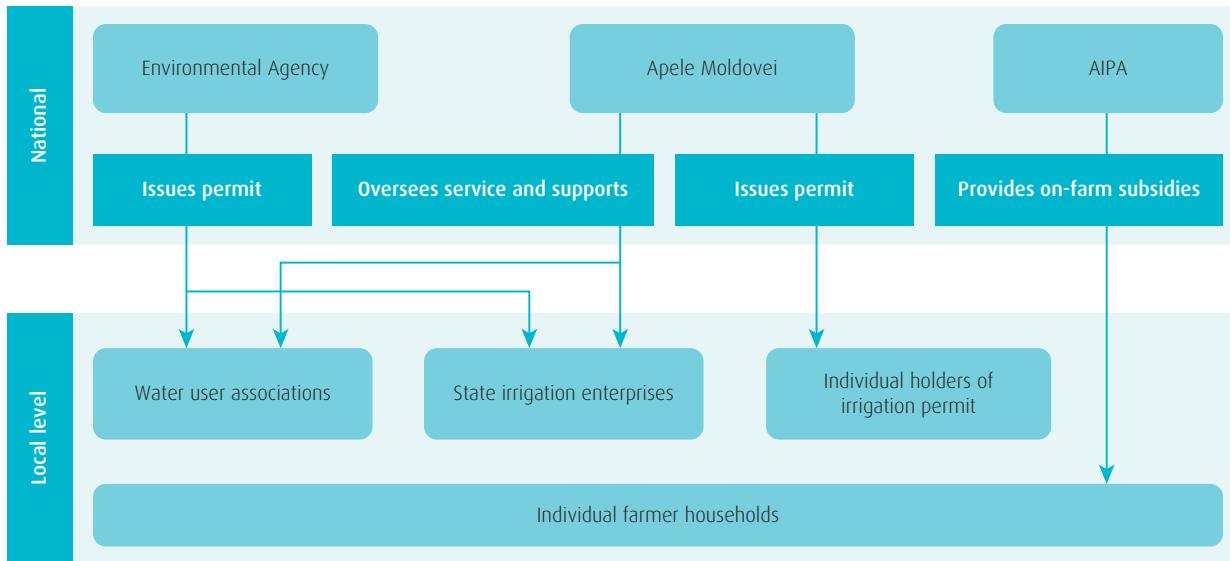 National
Environmental Agency
Apele Moldovei
AIPA
Issues permit
Oversees service and supports
Issues permit
Provides on-farm subsidies
Local level
Water user associations
State irrigation enterprises
Individual holders of
irrigation permit
Individual farmer households